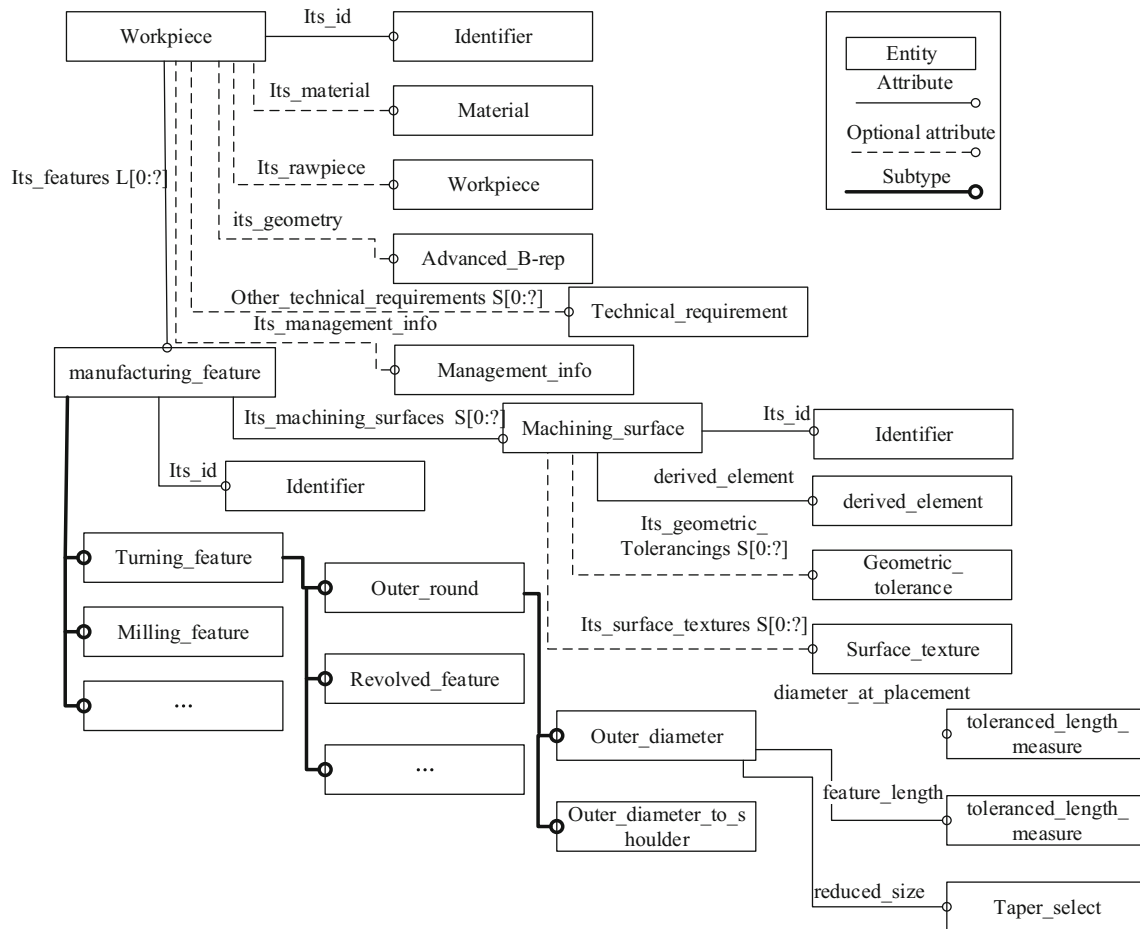 Its_id
Workpiece
Identifier
Entity
Attribute
Its_material
Material
Optional attribute
Its_rawpiece
Its_features L[0:?]
Workpiece
Subtype
its_geometry
Advanced_B-rep
Other_technical_requirements S[0:?]
Technical_requirement
Its_management_info
manufacturing_feature
Management_info
Its_machining_surfaces S[0:?]
Machining_surface
Its_id
Identifier
Its_id
Identifier
derived_element
derived_element
Its_geometric_
Tolerancings S[0:?]
Geometric_
tolerance
Turning_feature
Outer_round
Milling_feature
Its_surface_textures S[0:?]
Surface_texture
Revolved_feature
...
diameter_at_placement
toleranced_length_
measure
Outer_diameter
...
feature_length
toleranced_length_
measure
Outer_diameter_to_s
houlder
reduced_size
Taper_select